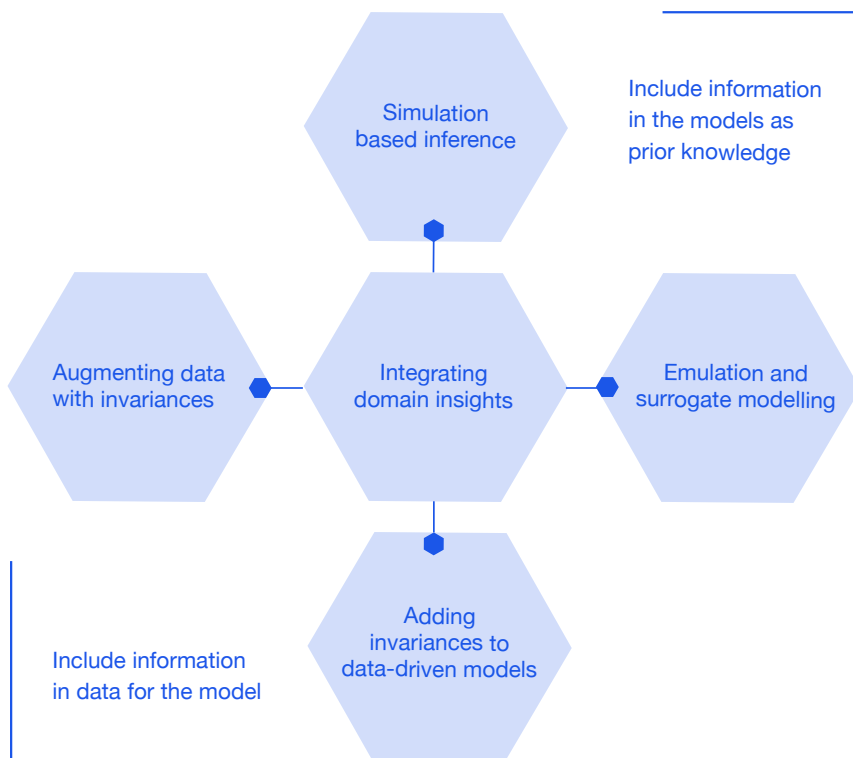 Simulation
based inference
Include information
in the models as
prior knowledge
Augmenting data
with invariances
Integrating
domain insights
Emulation and
surrogate modelling
Adding
invariances to
data-driven models
Include information
in data for the model